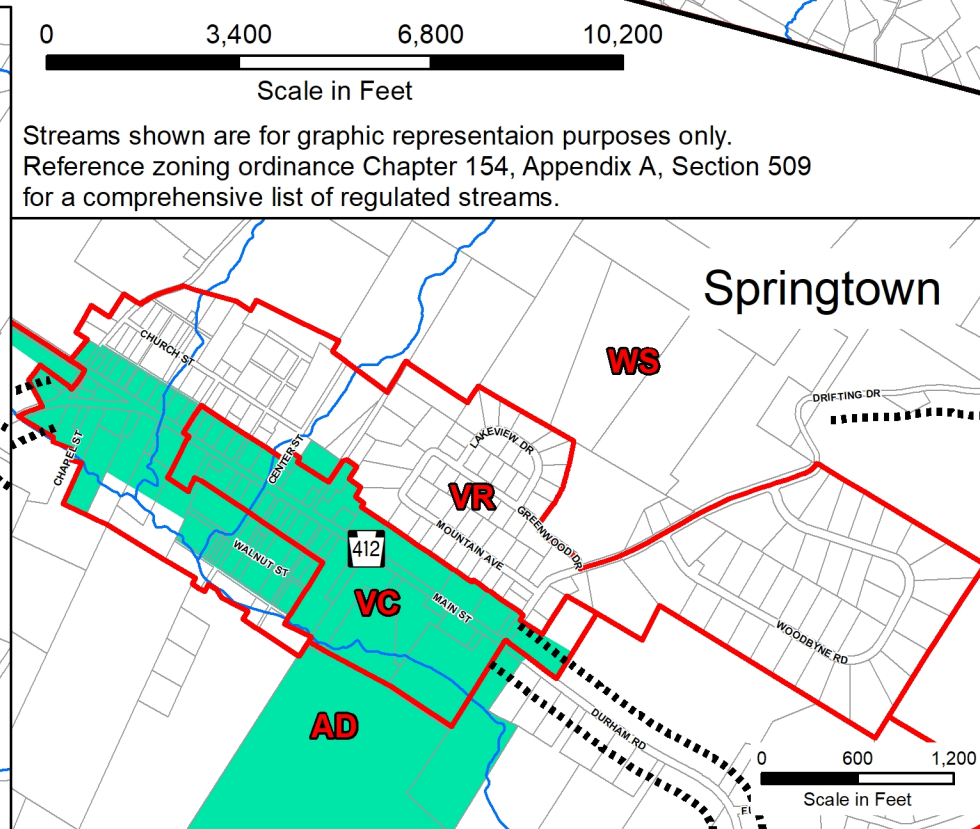 0 3,400 6,800 10,200
Scale in Feet
Streams shown are for graphic representaion purposes only.
Reference zoning ordinance Chapter 154, Appendix A, Section 509
for a comprehensive list of regulated streams.
Springtown
CHURCH ST
WS
DRIFTING DR
LAKEVIEW DR
CHAPEL ST
CENTER ST
VR
GREENWOOD DR
MOUNTAIN AVE
412
WALNUT ST
VC
MAIN ST
WOODBYNE RD
AD
DURHAM RD
0 600 1,200
Scale in Feet